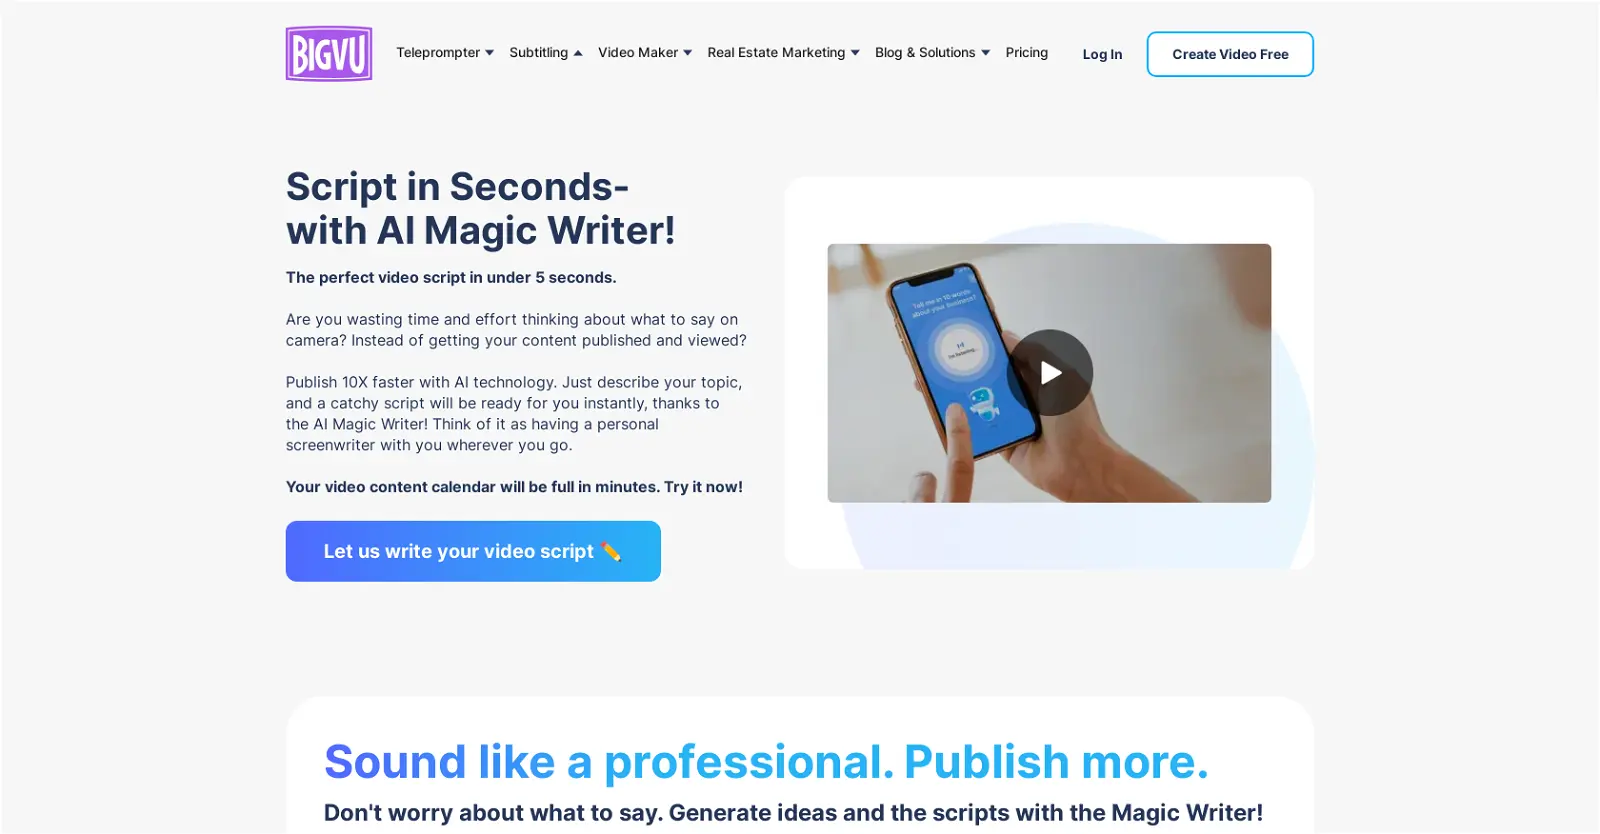 BIGVU
Teleprompter
Subtitling
Video Maker
Real Estate Marketing
Blog & Solutions
Pricing
Log In
Create Video Free
Script in Seconds-
with AI Magic Writer!
The perfect video script in under 5 seconds.
Are you wasting time and effort thinking about what to say on
camera? Instead of getting your content published and viewed?
Publish 10X faster with AI technology. Just describe your topic,
and a catchy script will be ready for you instantly, thanks to
the AI Magic Writer! Think of it as having a personal
screenwriter with you wherever you go.
Your video content calendar will be full in minutes. Try it now!
Let us write your video script ✏️
Tell me in 10 words
about your business?
I'm listening...
Sound like a professional. Publish more.
Don't worry about what to say. Generate ideas and the scripts with the Magic Writer!